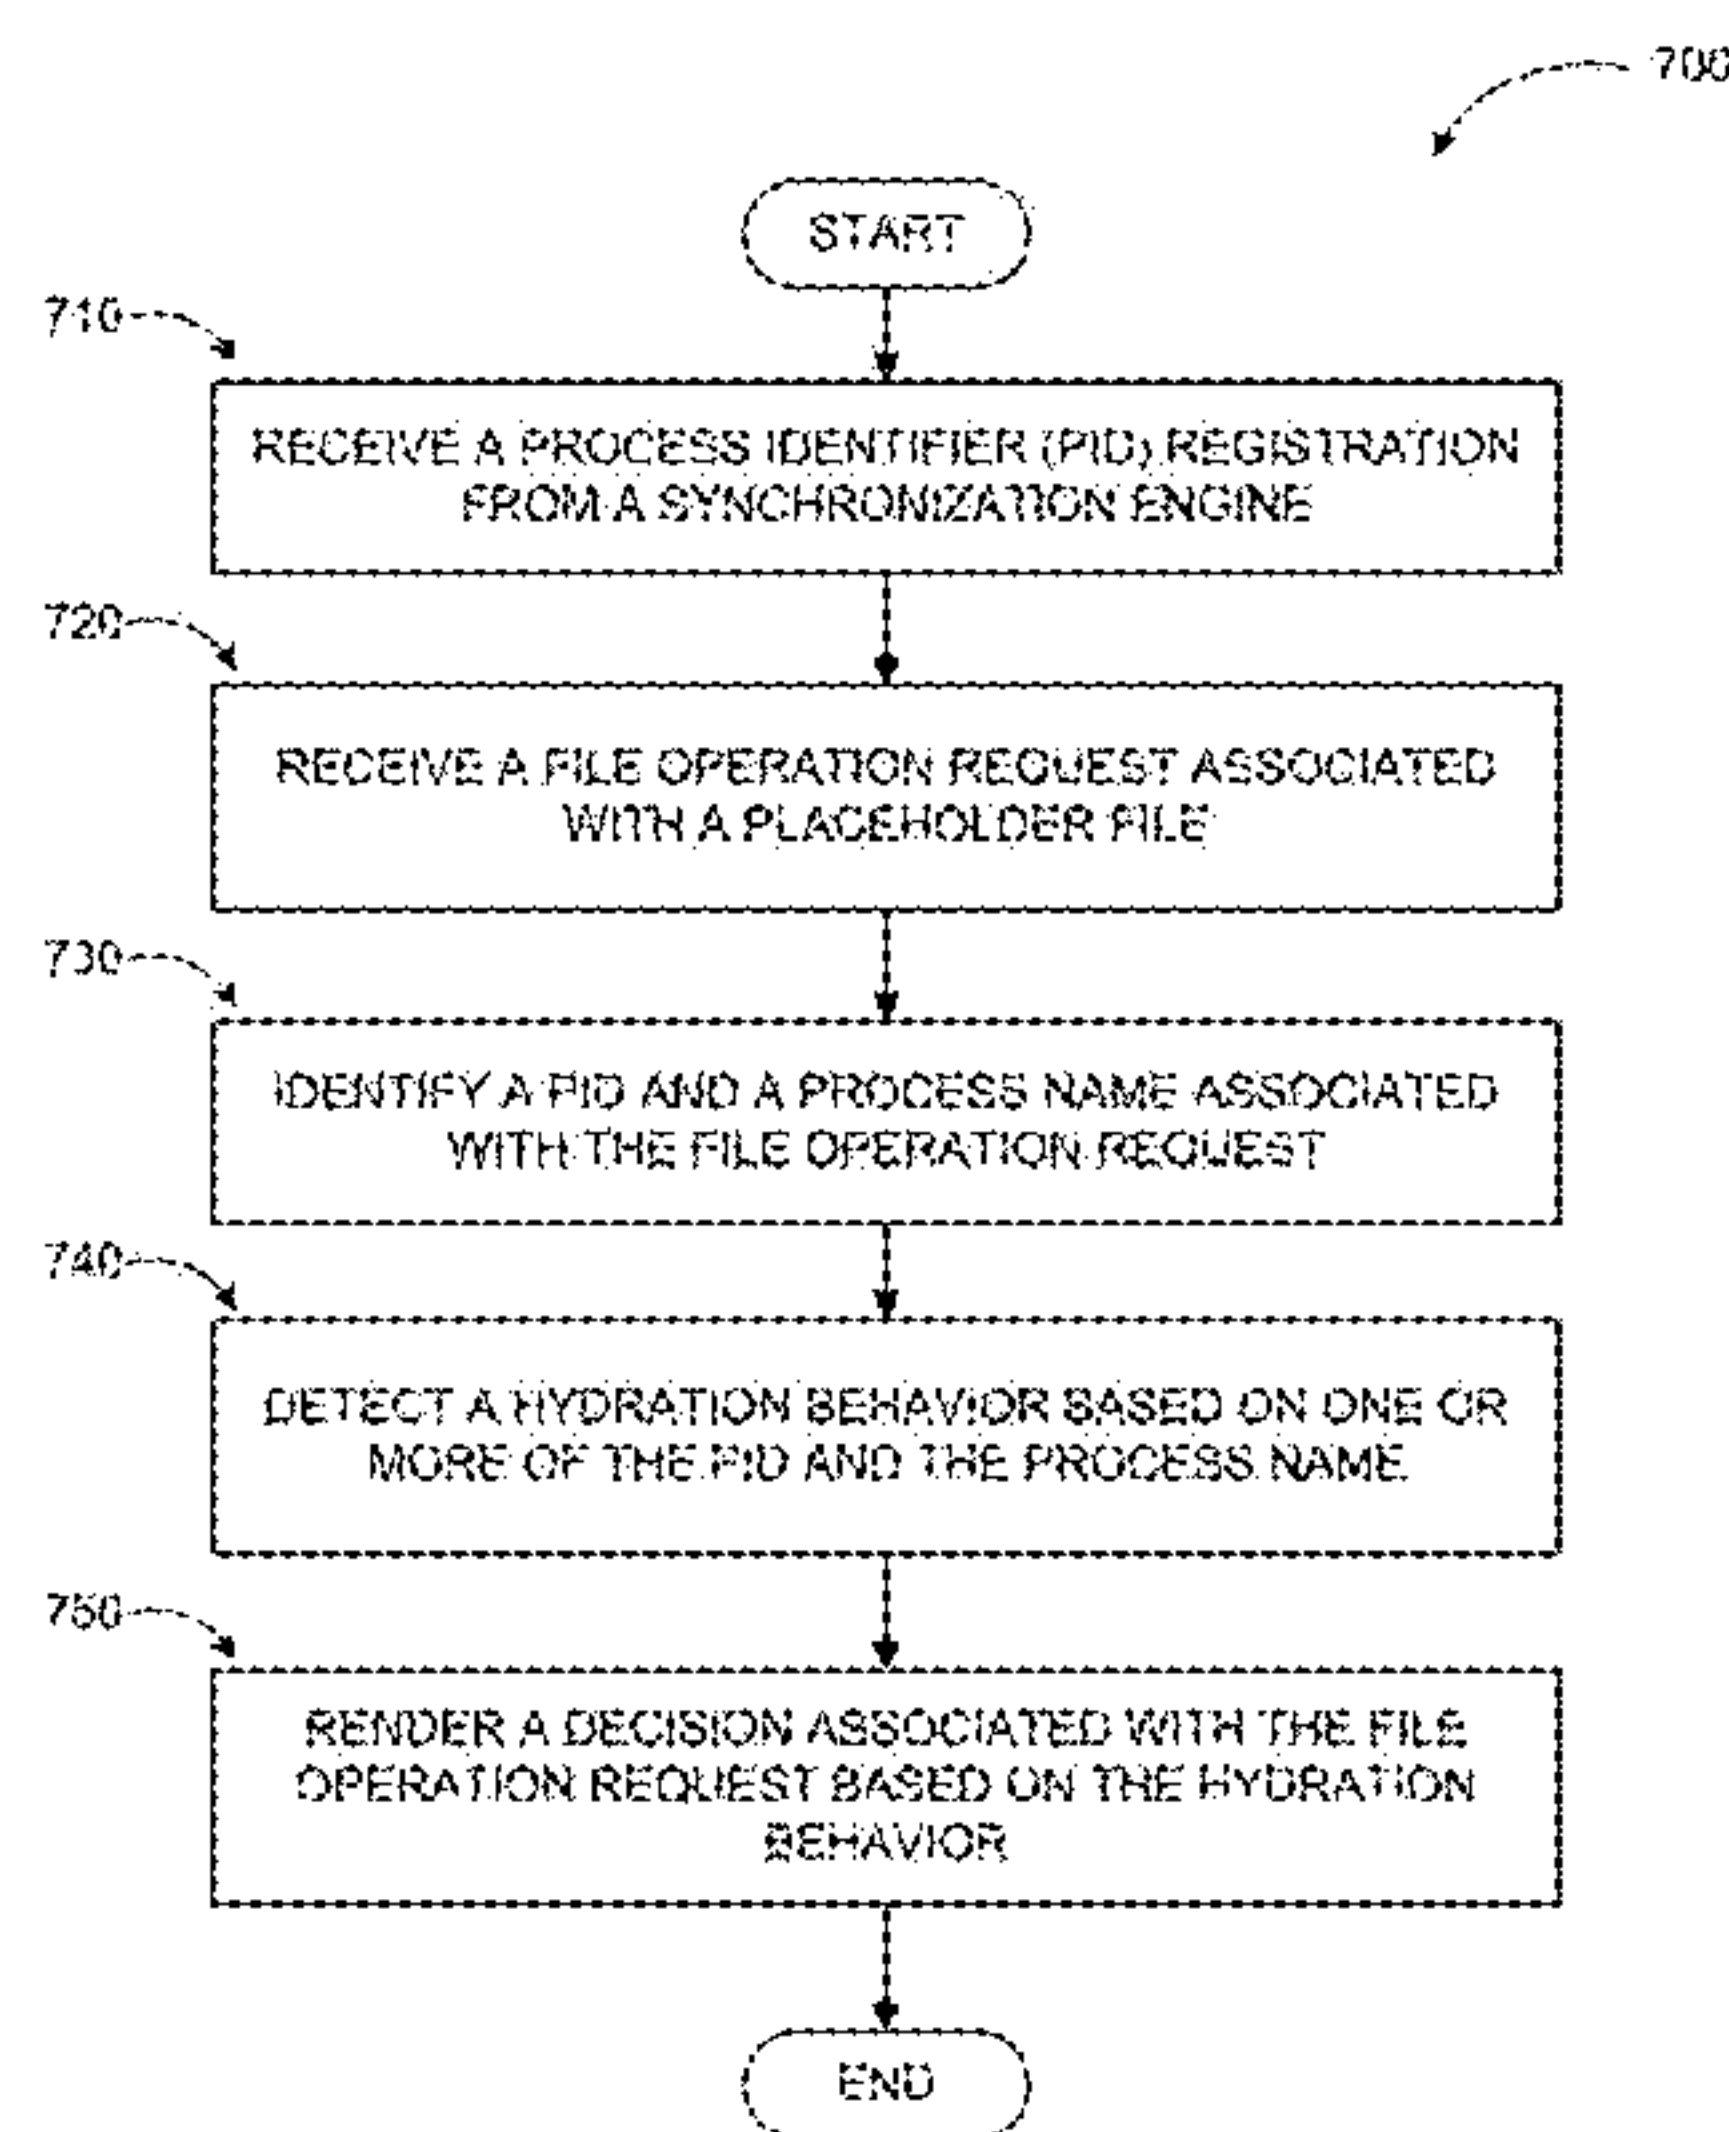 700
START
710
RECEIVE A PROCESS IDENTIFIER (PID) REGISTRATION
FROM A SYNCHRONIZATION ENGINE
720
RECEIVE A FILE OPERATION REQUEST ASSOCIATED
WITH A PLACEHOLDER FILE
730
IDENTIFY A PID AND A PROCESS NAME ASSOCIATED
WITH THE FILE OPERATION REQUEST
740
DETECT A HYDRATION BEHAVIOR BASED ON ONE OR
MORE OF THE PID AND THE PROCESS NAME
750
RENDER A DECISION ASSOCIATED WITH THE FILE
OPERATION REQUEST BASED ON THE HYDRATION
BEHAVIOR
END